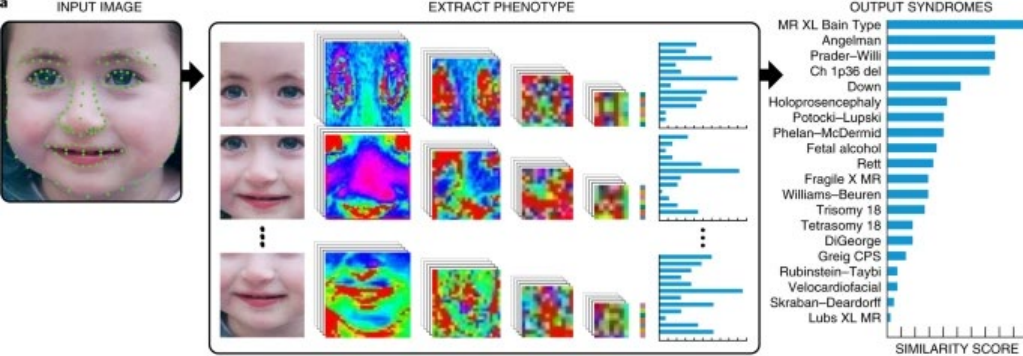 a
INPUT IMAGE
EXTRACT PHENOTYPE
OUTPUT SYNDROMES
MR XL Bain Type
Angelman
Prader–Willi
Ch 1p36 del
Down
Holoprosencephaly
Potocki–Lupski
Phelan–McDermid
Fetal alcohol
Rett
Fragile X MR
Williams–Beuren
Trisomy 18
Tetrasomy 18
DiGeorge
Greig CPS
Rubinstein–Taybi
Velocardiofacial
Skraban–Deardorff
Lubs XL MR
SIMILARITY SCORE